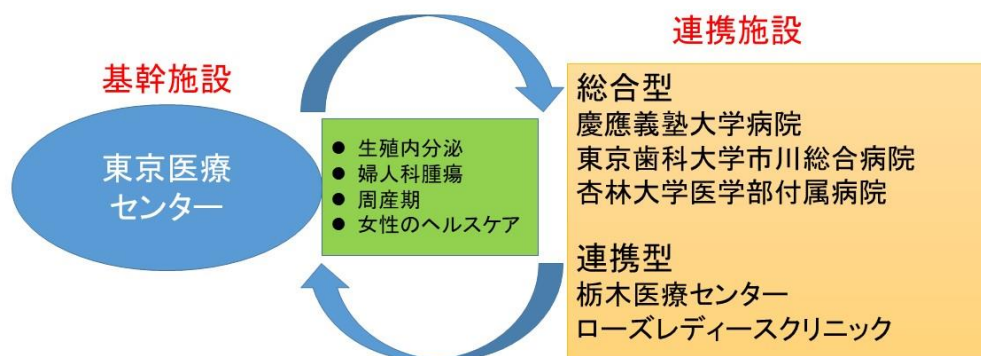 基幹施設
東京医療
センター
● 生殖内分泌
● 婦人科腫瘍
● 周産期
● 女性のヘルスケア
連携施設
総合型
慶應義塾大学病院
東京歯科大学市川総合病院
杏林大学医学部付属病院
連携型
栃木医療センター
ローズレディースクリニック